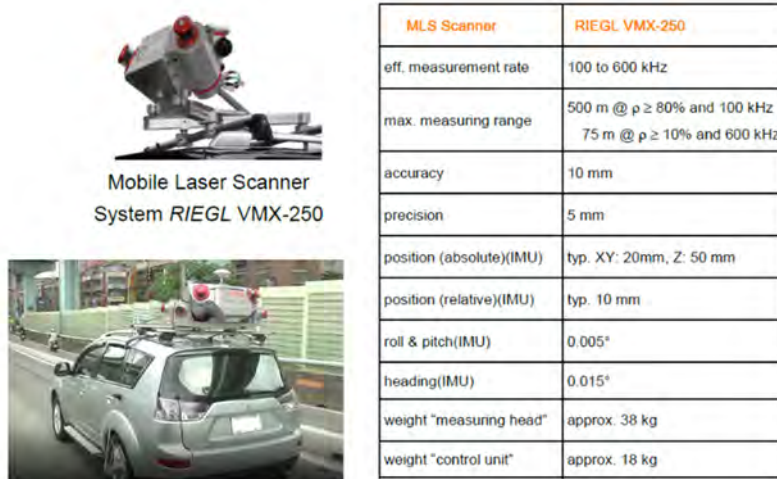 Mobile Laser Scanner
System RIEGL VMX-250
MLS Scanner RIEGL VMX-250
eff. measurement rate 100 to 600 kHz
max. measuring range 500 m @ ρ ≥ 80% and 100 kHz
75 m @ ρ ≥ 10% and 600 kHz
accuracy 10 mm
precision 5 mm
position (absolute)(IMU) typ. XY: 20mm, Z: 50 mm
position (relative)(IMU) typ. 10 mm
roll & pitch(IMU) 0.005°
heading(IMU) 0.015°
weight "measuring head" approx. 38 kg
weight "control unit" approx. 18 kg